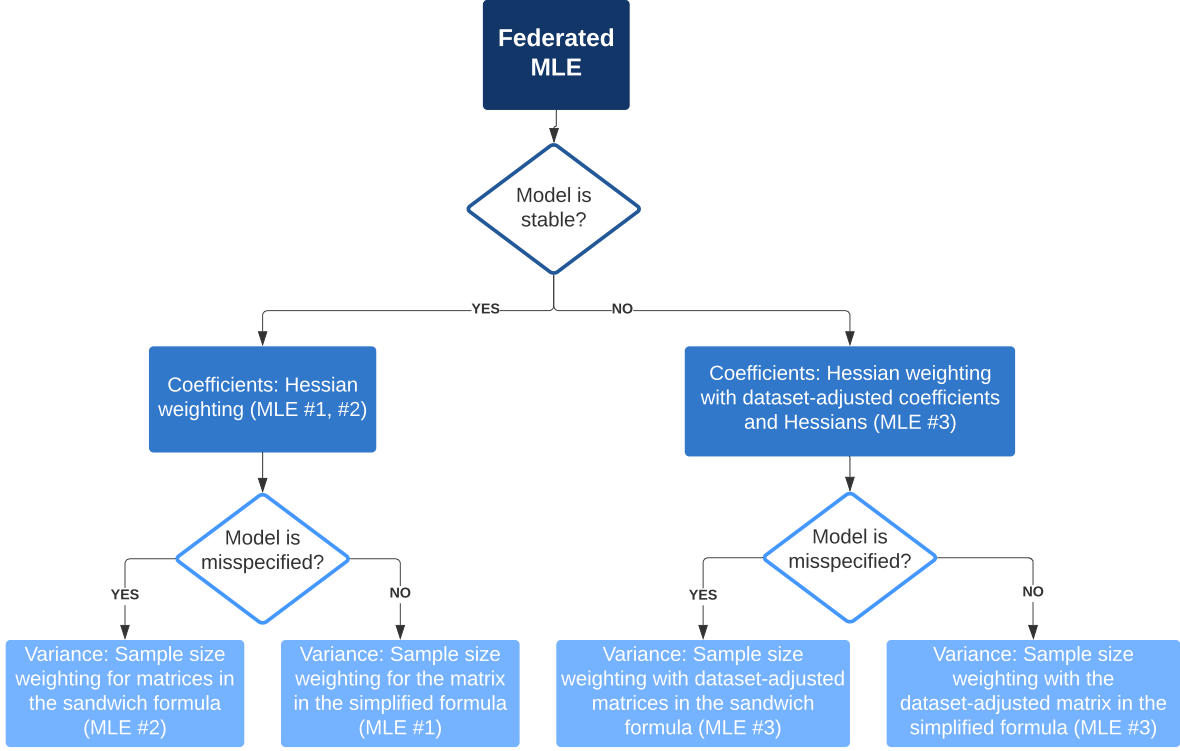 Federated
MLE
Model is
stable?
YES
NO
Coefficients: Hessian
weighting (MLE #1, #2)
Coefficients: Hessian weighting
with dataset-adjusted coefficients
and Hessians (MLE #3)
Model is
misspecified?
Model is
misspecified?
YES
NO
YES
NO
Variance: Sample size
weighting for matrices in
the sandwich formula
(MLE #2)
Variance: Sample size
weighting for the matrix
in the simplified formula
(MLE #1)
Variance: Sample size
weighting with dataset-adjusted
matrices in the sandwich
formula (MLE #3)
Variance: Sample size
weighting with the
dataset-adjusted matrix in the
simplified formula (MLE #3)